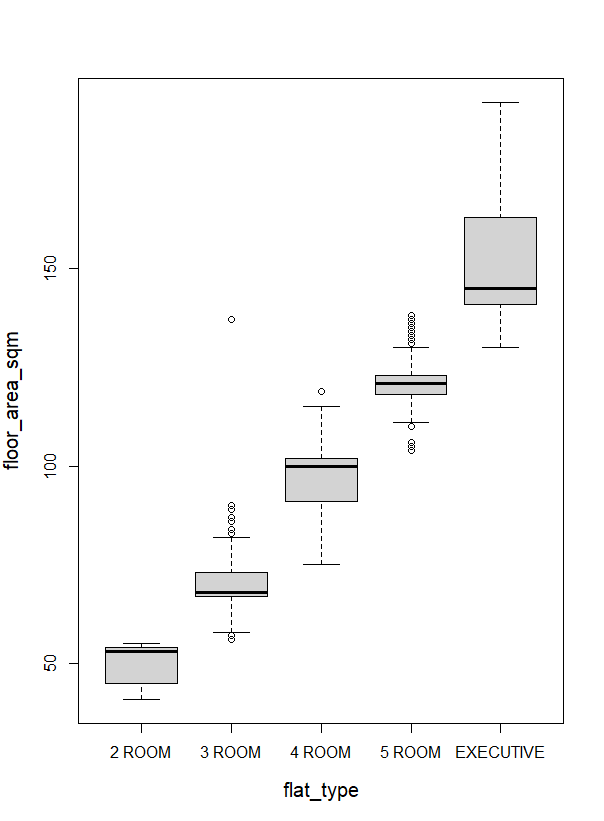 floor_area_sqm
150
100
50
2 ROOM
3 ROOM
4 ROOM
5 ROOM
EXECUTIVE
flat_type